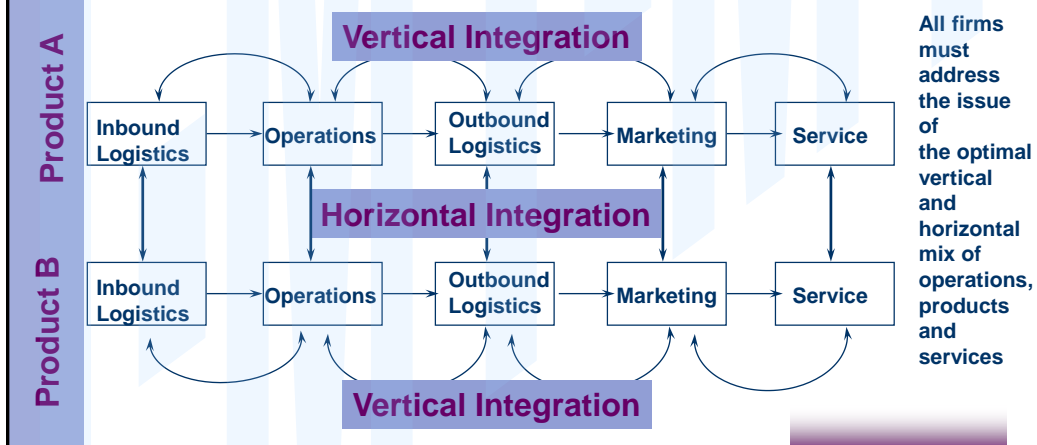 Product A
Vertical Integration
Inbound
Logistics
Operations
Outbound
Logistics
Marketing
Service
Horizontal Integration
Product B
Inbound
Logistics
Operations
Outbound
Logistics
Marketing
Service
Vertical Integration
All firms
must
address
the issue
of
the optimal
vertical
and
horizontal
mix of
operations,
products
and
services